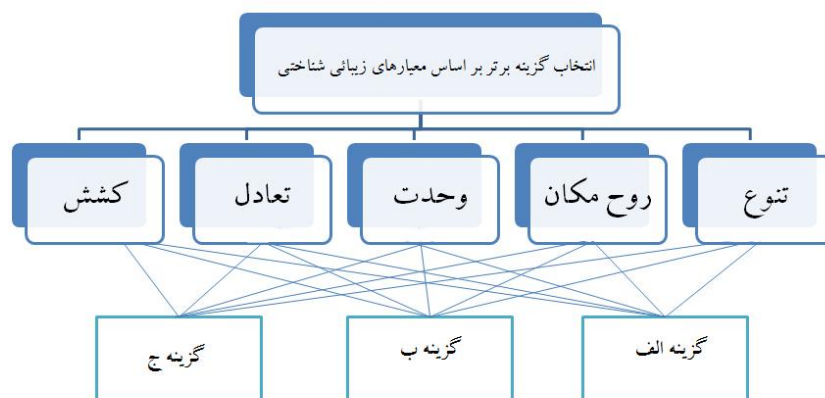 انتخاب گزینه برتر بر اساس معیارهای زیبائی شناختی
تنوع
روح مکان
وحدت
تعادل
کشش
گزینه الف
گزینه ب
گزینه ج